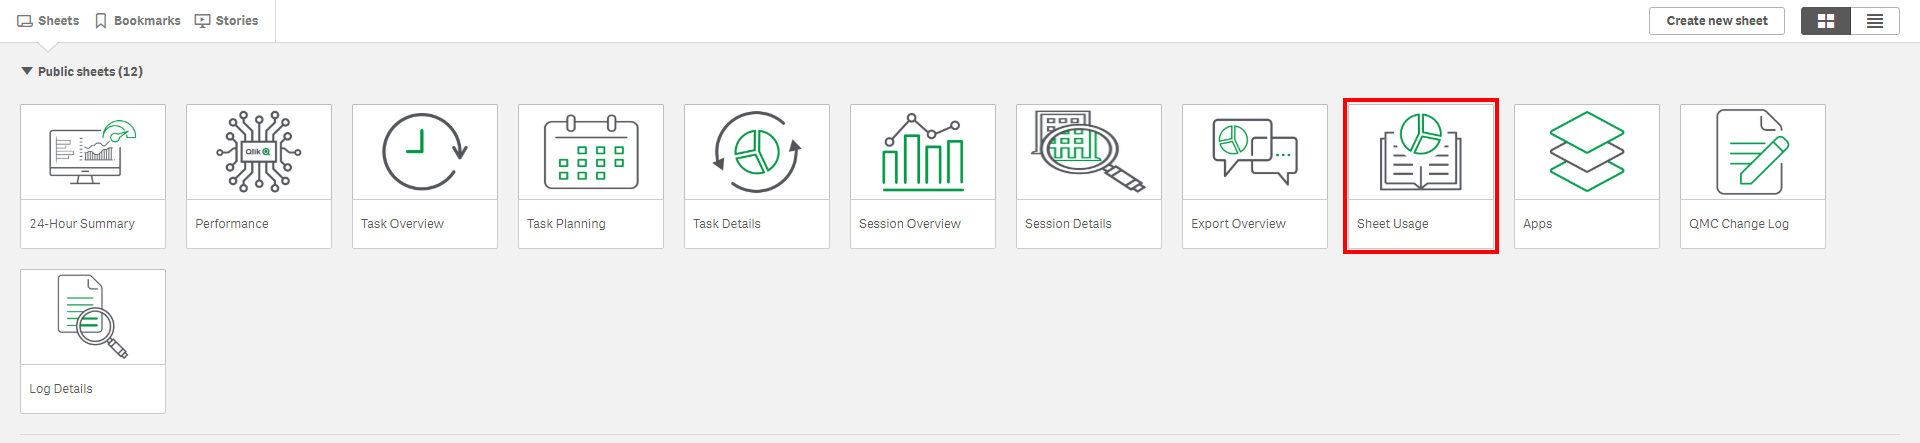 Sheets Bookmarks Stories Create new sheet
Public sheets (12)
Qlik
24-Hour Summary Performance Task Overview Task Planning Task Details Session Overview Session Details Export Overview Sheet Usage Apps QMC Change Log
Log Details